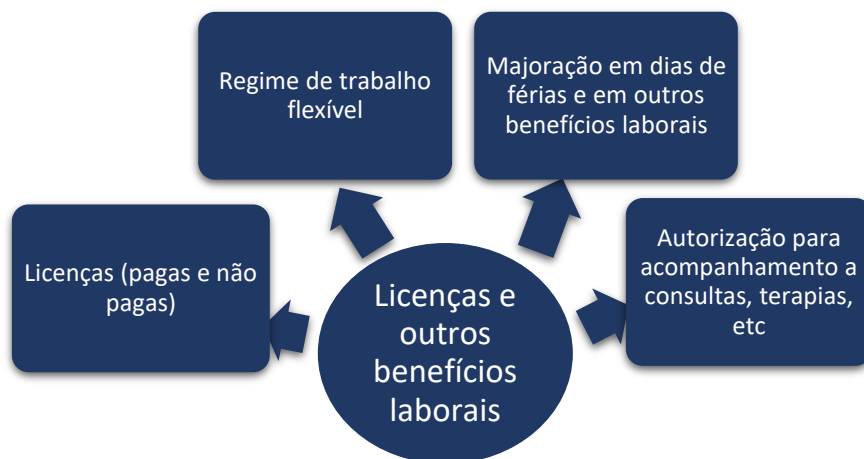 Regime de trabalho
flexível
Majoração em dias de
férias e em outros
benefícios laborais
Licenças (pagas e não
pagas)
Autorização para
acompanhamento a
consultas, terapias,
etc
Licenças e
outros
benefícios
laborais